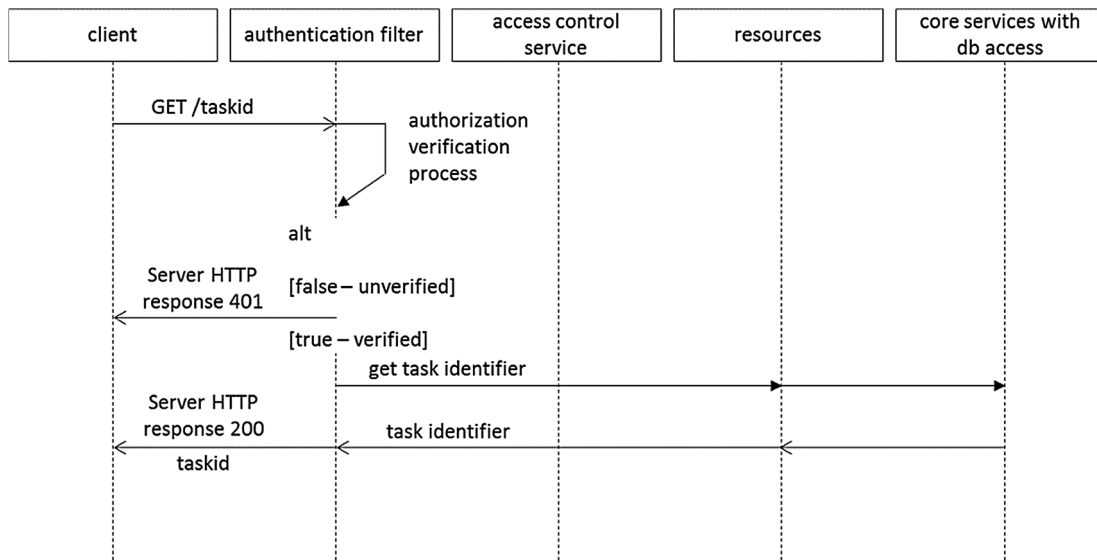 client
authentication filter
access control
service
resources
core services with
db access
GET /taskid
authorization
verification
process
alt
Server HTTP
response 401
[false – unverified]
[true – verified]
get task identifier
Server HTTP
response 200
task identifier
taskid